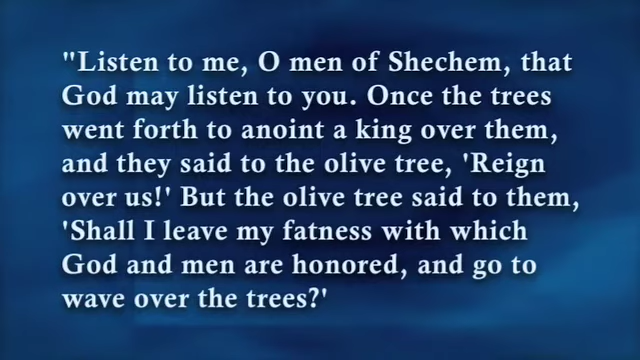 "Listen to me, O men of Shechem, that
God may listen to you. Once the trees
went forth to anoint a king over them,
and they said to the olive tree, 'Reign
over us!' But the olive tree said to them,
'Shall I leave my fatness with which
God and men are honored, and go to
wave over the trees?'